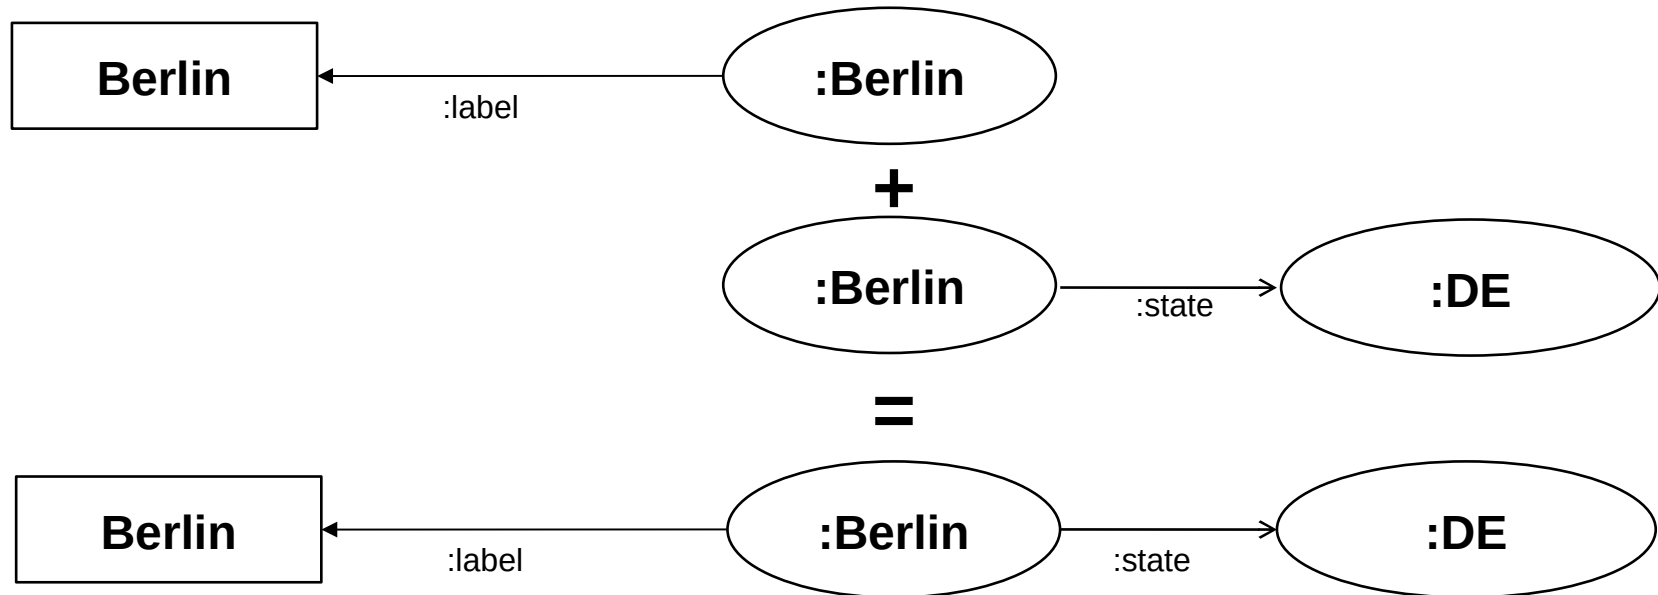 Berlin :label :Berlin
+
:Berlin :state :DE
=
Berlin :label :Berlin :state :DE